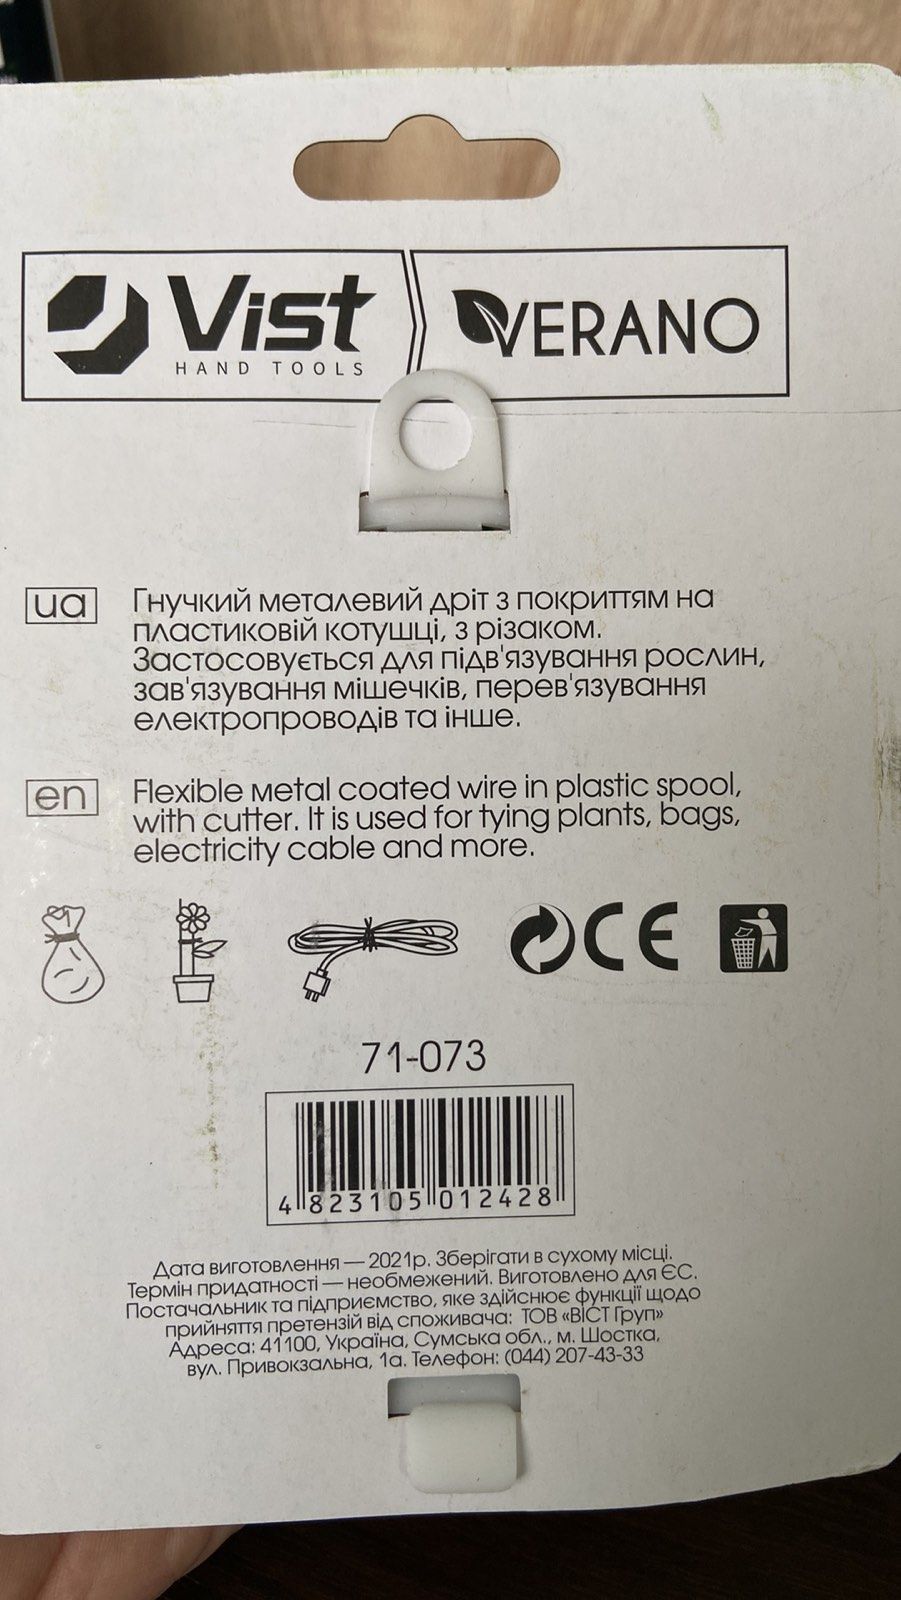 Vist
HAND TOOLS
VERANO
ua
Гнучкий металевий дріт з покриттям на
пластиковій котушці, з різаком.
Застосовується для підв'язування рослин,
зав'язування мішечків, перев'язування
електропроводів та інше.
en
Flexible metal coated wire in plastic spool,
with cutter. It is used for tying plants, bags,
electricity cable and more.
CE
71-073
4 823105 012428
Дата виготовлення — 2021р. Зберігати в сухому місці.
Термін придатності — необмежений. Виготовлено для ЄС.
Постачальник та підприємство, яке здійснює функції щодо
прийняття претензій від споживача: ТОВ «ВІСТ Груп»
Адреса: 41100, Україна, Сумська обл., м. Шостка,
вул. Привокзальна, 1а. Телефон: (044) 207-43-33